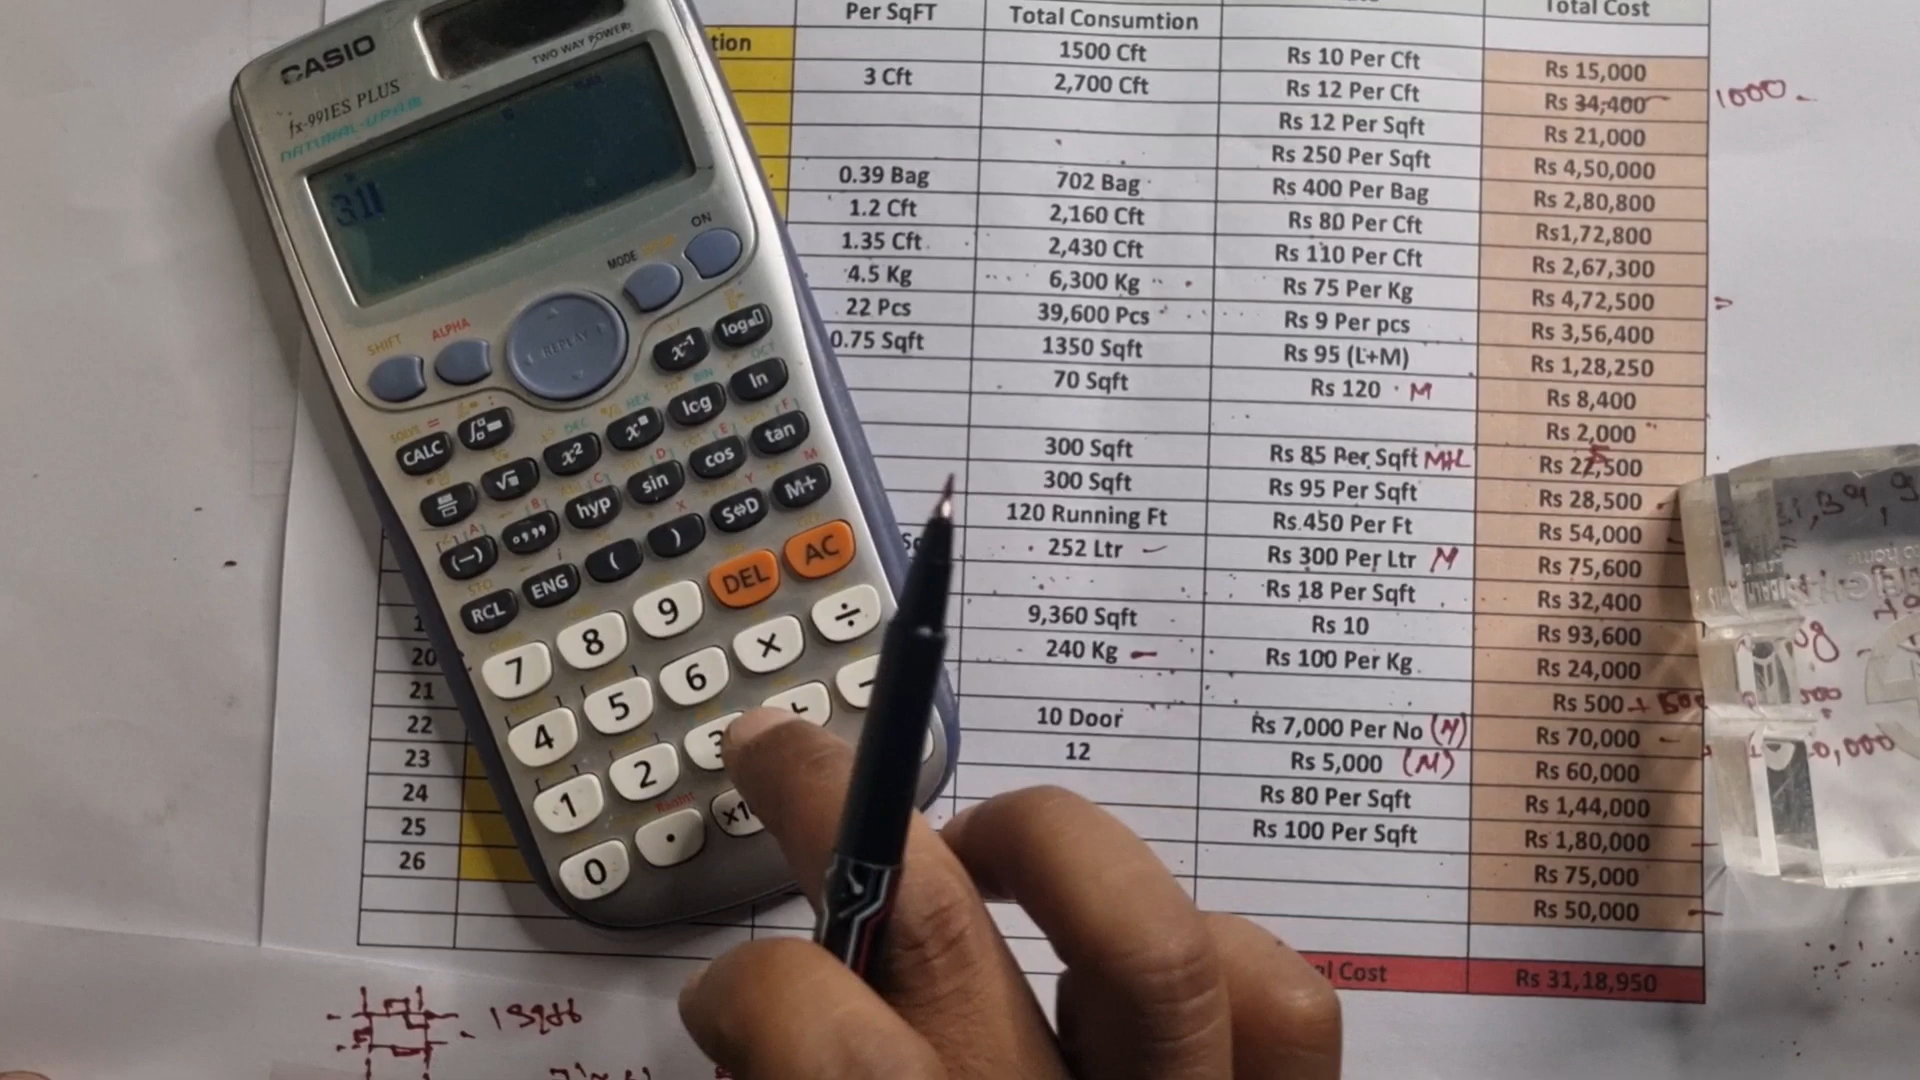 Per SqFT Total Consumtion Total Cost
tion 1500 Cft Rs 10 Per Cft Rs 15,000
3 Cft 2,700 Cft Rs 12 Per Cft Rs 34,400 1000
Rs 12 Per Sqft Rs 21,000
Rs 250 Per Sqft Rs 4,50,000
0.39 Bag 702 Bag Rs 400 Per Bag Rs 2,80,800
1.2 Cft 2,160 Cft Rs 80 Per Cft Rs1,72,800
1.35 Cft 2,430 Cft Rs 110 Per Cft Rs 2,67,300
4.5 Kg 6,300 Kg Rs 75 Per Kg Rs 4,72,500
22 Pcs 39,600 Pcs Rs 9 Per pcs Rs 3,56,400
0.75 Sqft 1350 Sqft Rs 95 (L+M) Rs 1,28,250
70 Sqft Rs 120 M Rs 8,400
Rs 2,000
300 Sqft Rs 85 Per Sqft M+L Rs 22,500
300 Sqft Rs 95 Per Sqft Rs 28,500
120 Running Ft Rs.450 Per Ft Rs 54,000
252 Ltr Rs 300 Per Ltr M Rs 75,600
Rs 18 Per Sqft Rs 32,400
9,360 Sqft Rs 10 Rs 93,600
20 240 Kg Rs 100 Per Kg Rs 24,000
21 Rs 500
22 10 Door Rs 7,000 Per No (M) Rs 70,000
23 12 Rs 5,000 (M) Rs 60,000
24 Rs 80 Per Sqft Rs 1,44,000
25 Rs 100 Per Sqft Rs 1,80,000
26 Rs 75,000
Rs 50,000
Cost Rs 31,18,950
1 Sqft
CASIO
TWO WAY POWER
fx-991ES PLUS
311
ON
MODE
SHIFT ALPHA
REPLAY
x⁻¹ log
CALC x² log ln
hyp sin cos tan
(−) ( ) S⇔D M+
RCL ENG
7 8 9 DEL AC
4 5 6 × ÷
1 2 3 + −
0 .